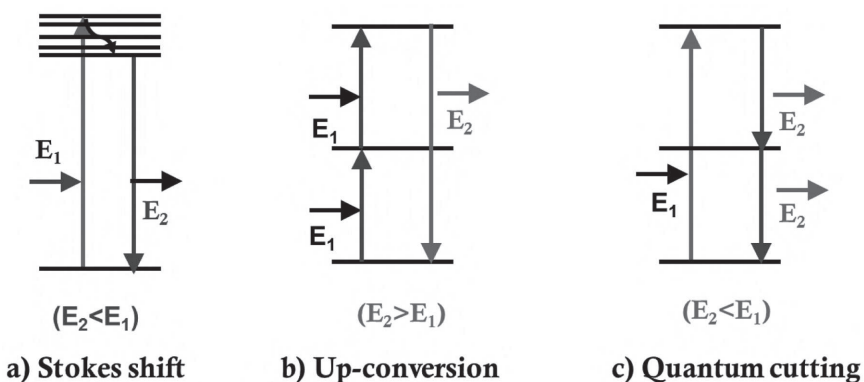 E₁
E₂
(E₂<E₁)
a) Stokes shift
E₁
E₁
E₂
(E₂>E₁)
b) Up-conversion
E₁
E₂
E₂
(E₂<E₁)
c) Quantum cutting